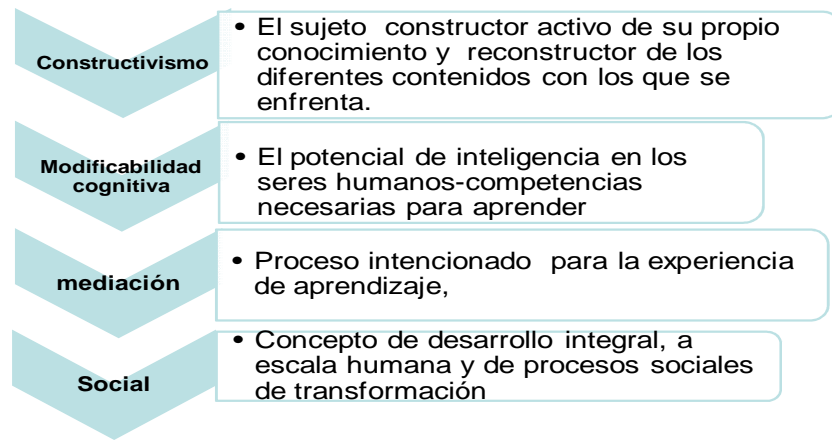 Constructivismo
• El sujeto constructor activo de su propio
conocimiento y reconstructor de los
diferentes contenidos con los que se
enfrenta.
Modificabilidad
cognitiva
• El potencial de inteligencia en los
seres humanos-competencias
necesarias para aprender
mediación
• Proceso intencionado para la experiencia
de aprendizaje,
Social
• Concepto de desarrollo integral, a
escala humana y de procesos sociales
de transformación